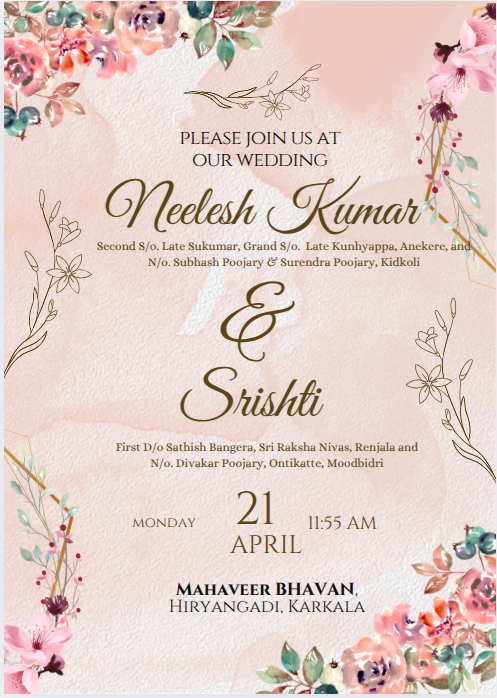 PLEASE JOIN US AT
OUR WEDDING
Neelesh Kumar
Second S/o. Late Sukumar, Grand S/o. Late Kunhyappa, Anekere, and
N/o. Subhash Poojary & Surendra Poojary, Kidkoli
&
Srishti
First D/o Sathish Bangera, Sri Raksha Nivas, Renjala and
N/o. Divakar Poojary, Ontikatte, Moodbidri
MONDAY 21 11:55 AM
APRIL
MAHAVEER BHAVAN,
HIRYANGADI, KARKALA